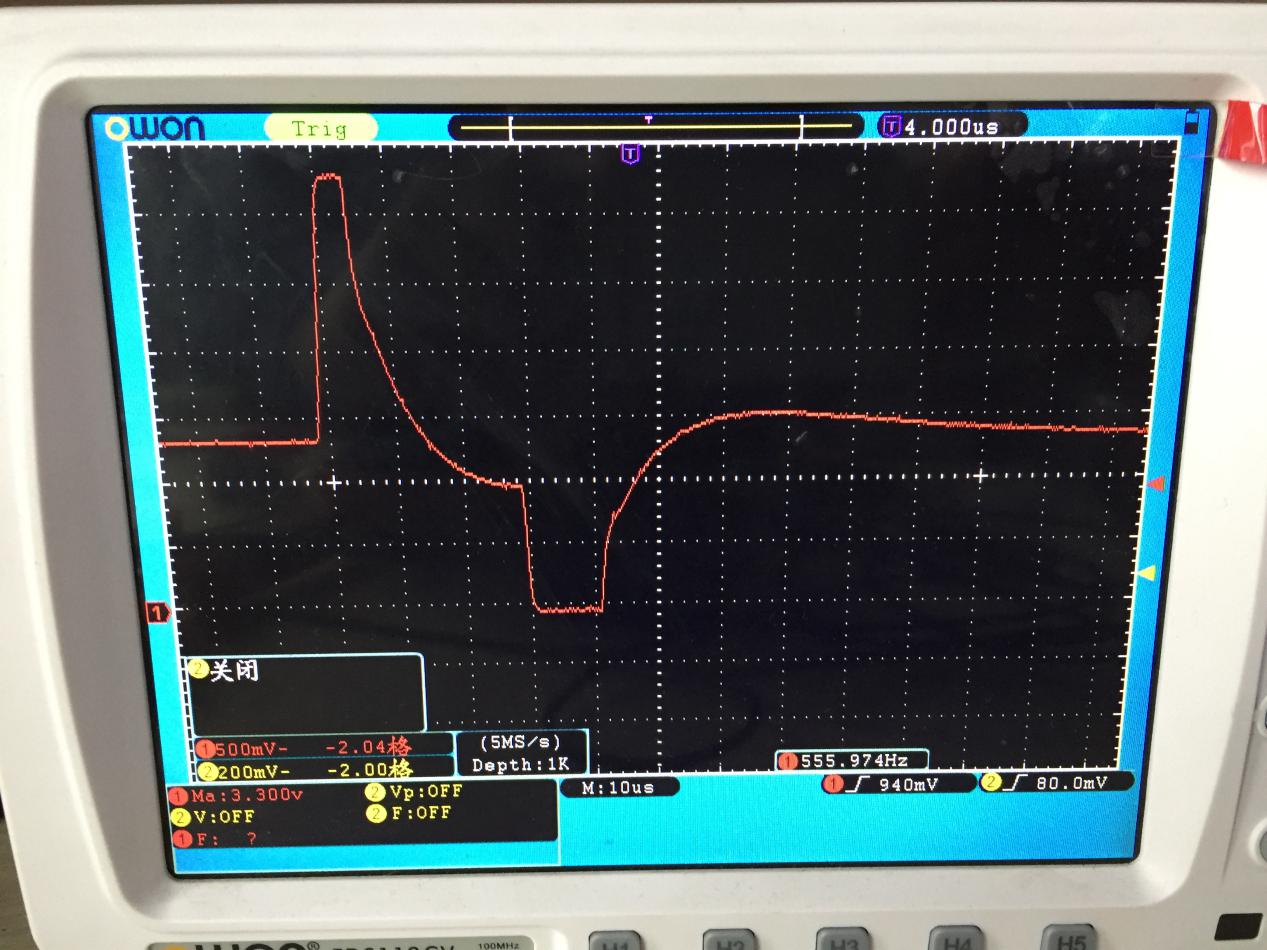 OWON Trig T 4.000us
T
T
1
2 关闭
1 500mV- -2.04格
2 200mV- -2.00格
(5MS/s)
Depth:1K
1 555.974Hz
M:10us
1 940mV 2 80.0mV
1 Ma:3.300v 2 Vp:OFF
2 V:OFF 2 F:OFF
1 F: ?
OWON® 100MHz
H1 H2 H3 H4 H5